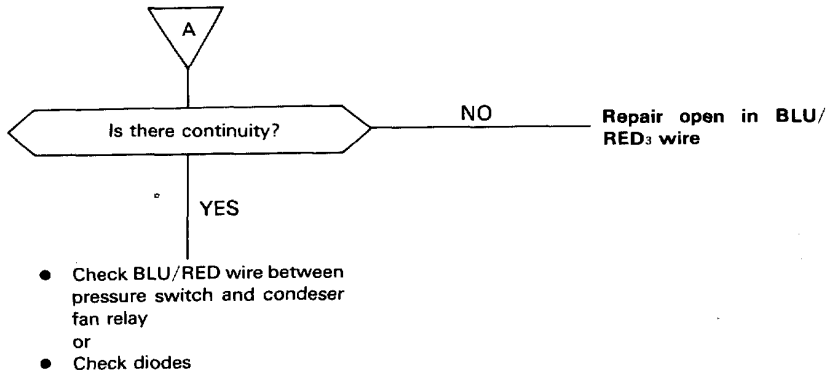 A
Is there continuity?
NO
Repair open in BLU/
RED3 wire
YES
● Check BLU/RED wire between
pressure switch and condeser
fan relay
or
● Check diodes